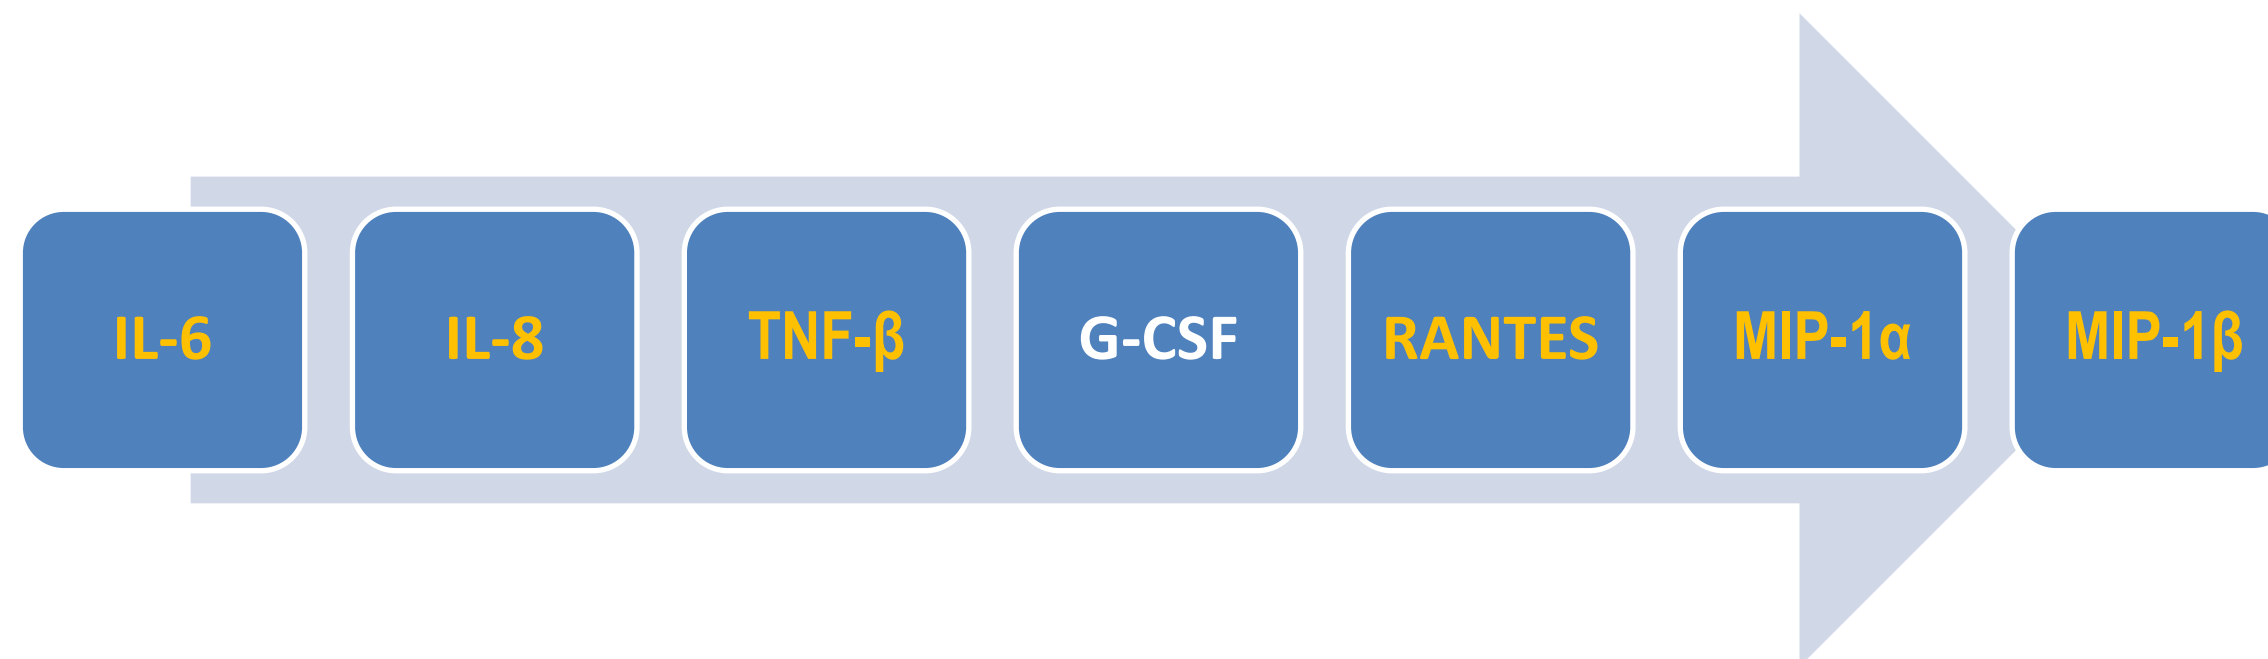 IL-6
IL-8
TNF-β
G-CSF
RANTES
MIP-1α
MIP-1β